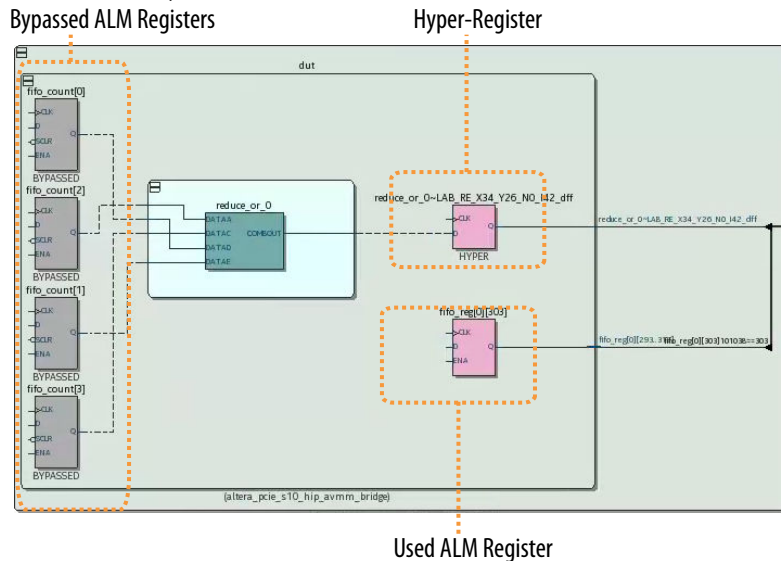 Bypassed ALM Registers
Hyper-Register
dut
fifo_count[0]
CLK
D
SCLR
ENA
Q
BYPASSED
fifo_count[2]
CLK
D
SCLR
ENA
Q
BYPASSED
fifo_count[1]
CLK
D
SCLR
ENA
Q
BYPASSED
fifo_count[3]
CLK
D
SCLR
ENA
Q
BYPASSED
reduce_or_0
DATAA
DATAC
DATAD
DATAE
COMBOUT
reduce_or_0~LAB_RE_X34_Y26_N0_I42_dff
CLK
D
Q
HYPER
reduce_or_0~LAB_RE_X34_Y26_N0_I42_dff
fifo_reg[0][303]
CLK
D
ENA
Q
(altera_pcie_s10_hip_avmm_bridge)
Used ALM Register